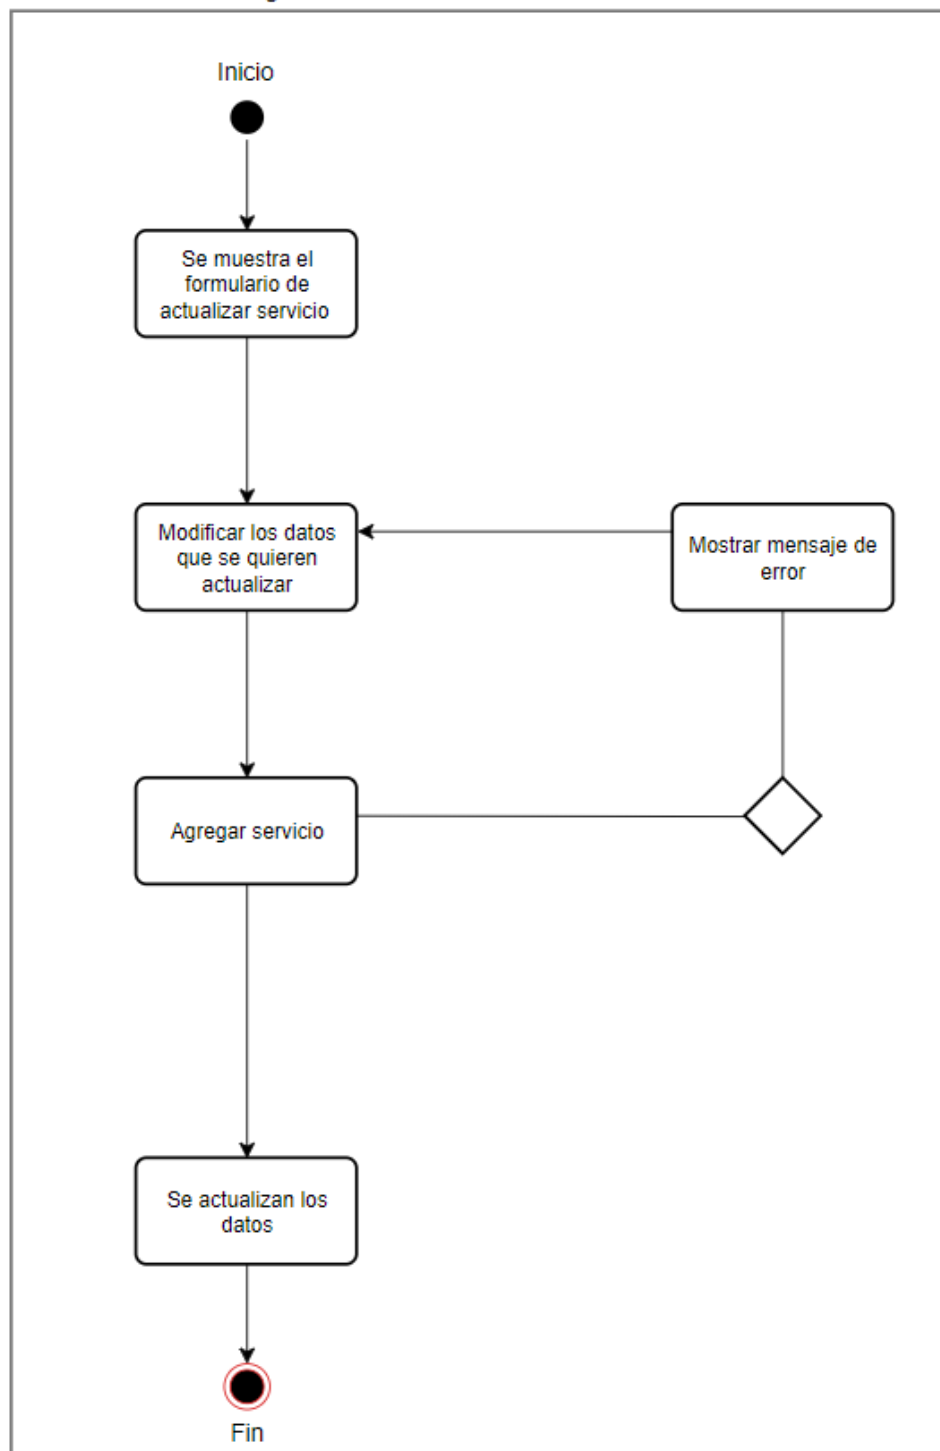 Inicio
Se muestra el
formulario de
actualizar servicio
Modificar los datos
que se quieren
actualizar
Mostrar mensaje de
error
Agregar servicio
Se actualizan los
datos
Fin